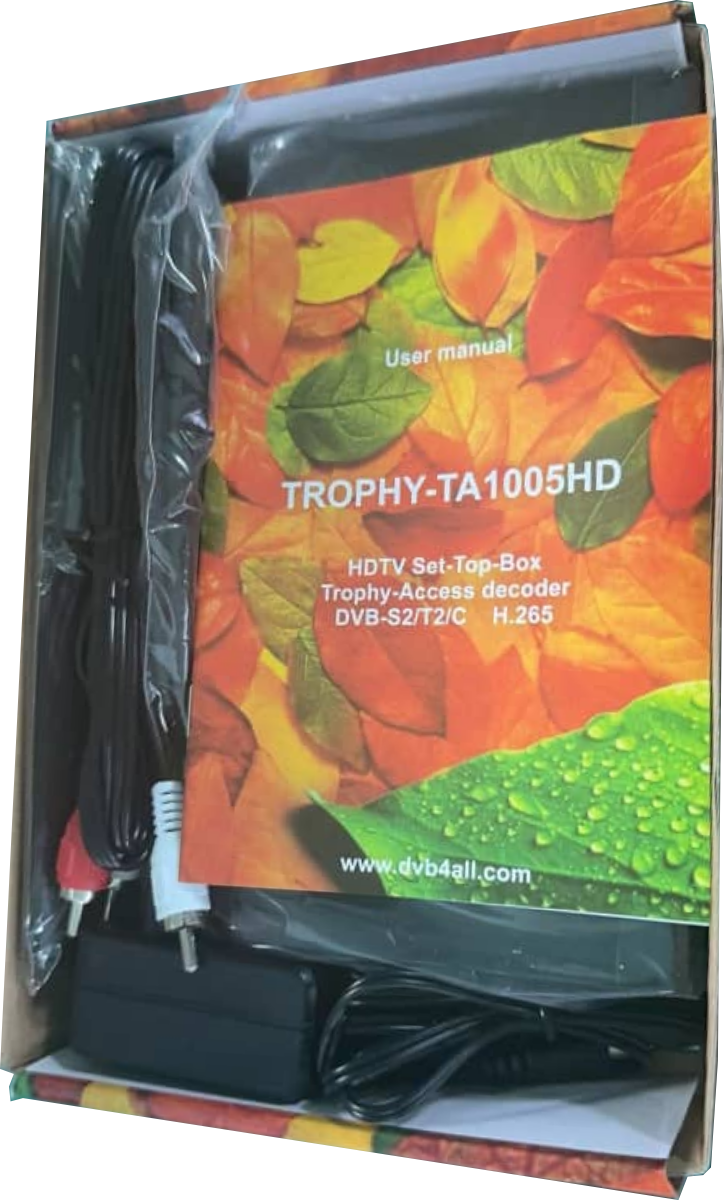 User manual
TROPHY-TA1005HD
HDTV Set-Top-Box
Trophy-Access decoder
DVB-S2/T2/C H.265
www.dvb4all.com